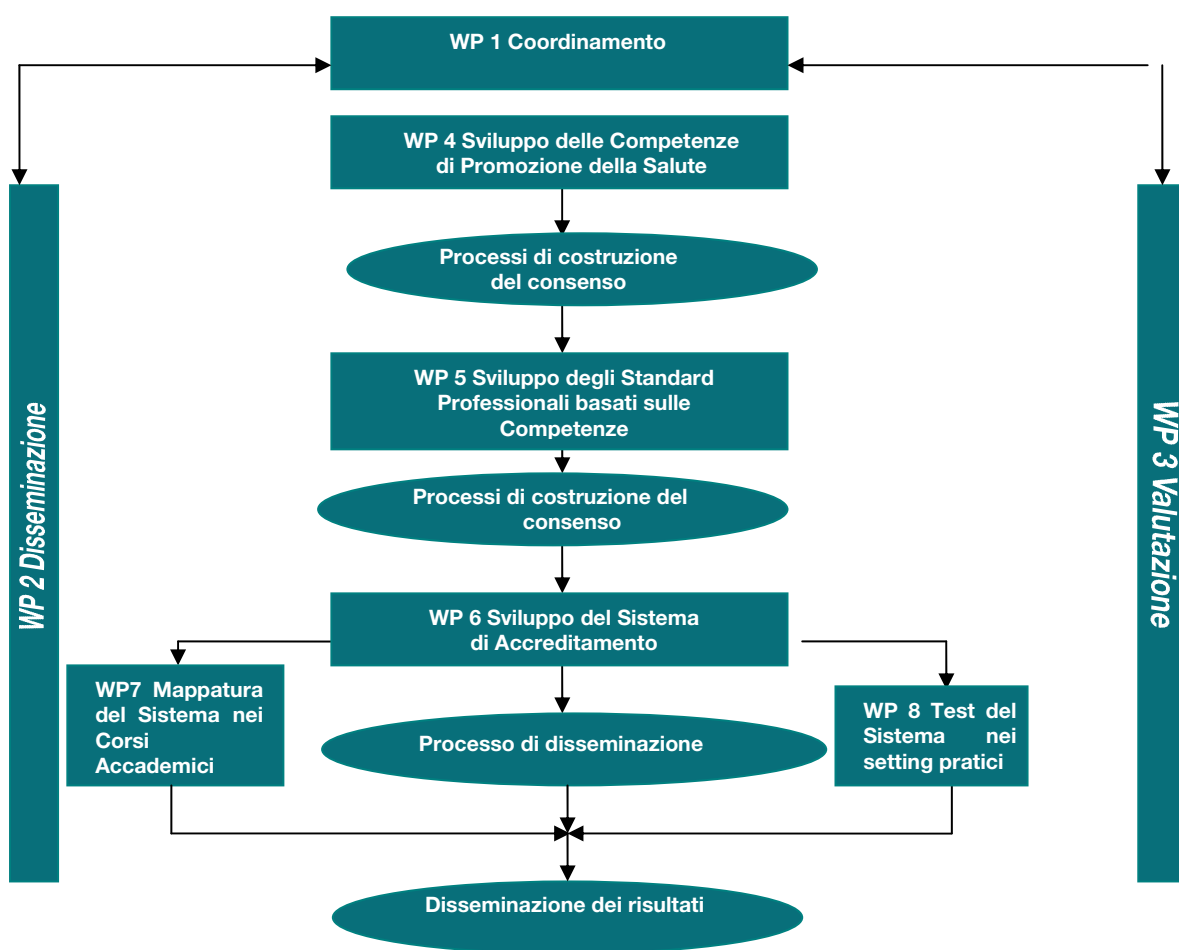 WP 1 Coordinamento
WP 4 Sviluppo delle Competenze
di Promozione della Salute
Processi di costruzione
del consenso
WP 5 Sviluppo degli Standard
Professionali basati sulle
Competenze
Processi di costruzione del
consenso
WP 6 Sviluppo del Sistema
di Accreditamento
WP7 Mappatura
del Sistema nei
Corsi
Accademici
Processo di disseminazione
WP 8 Test del
Sistema nei
setting pratici
Disseminazione dei risultati
WP 2 Disseminazione
WP 3 Valutazione